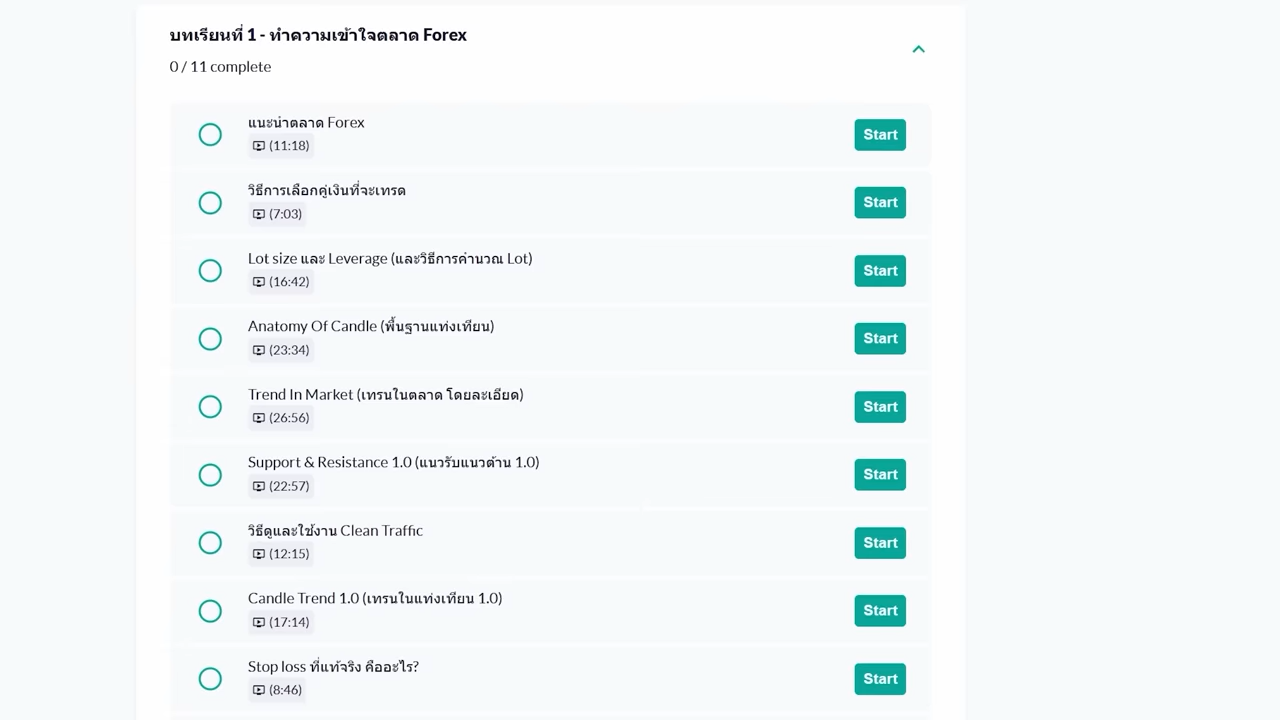 บทเรียนที่ 1 - ทำความเข้าใจตลาด Forex
0 / 11 complete
แนะนำตลาด Forex
(11:18)
Start
วิธีการเลือกคู่เงินที่จะเทรด
(7:03)
Start
Lot size และ Leverage (และวิธีการคำนวณ Lot)
(16:42)
Start
Anatomy Of Candle (พื้นฐานแท่งเทียน)
(23:34)
Start
Trend In Market (เทรนในตลาด โดยละเอียด)
(26:56)
Start
Support & Resistance 1.0 (แนวรับแนวต้าน 1.0)
(22:57)
Start
วิธีดูและใช้งาน Clean Traffic
(12:15)
Start
Candle Trend 1.0 (เทรนในแท่งเทียน 1.0)
(17:14)
Start
Stop loss ที่แท้จริง คืออะไร?
(8:46)
Start